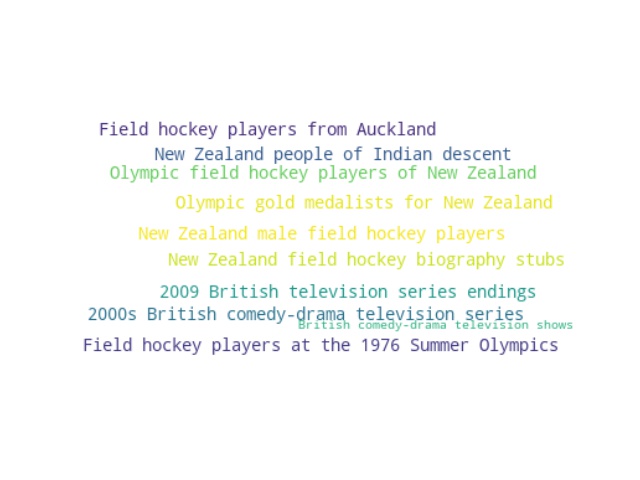 Field hockey players from Auckland
New Zealand people of Indian descent
Olympic field hockey players of New Zealand
Olympic gold medalists for New Zealand
New Zealand male field hockey players
New Zealand field hockey biography stubs
2009 British television series endings
2000s British comedy-drama television series
British comedy-drama television shows
Field hockey players at the 1976 Summer Olympics